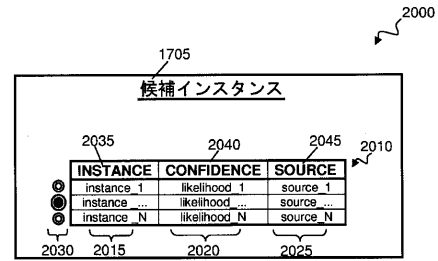 2000
1705
候補インスタンス
2035 2040 2045
2010
INSTANCE CONFIDENCE SOURCE
instance_1 likelihood_1 source_1
instance_... likelihood_... source_...
instance_N likelihood_N source_N
2030 2015 2020 2025